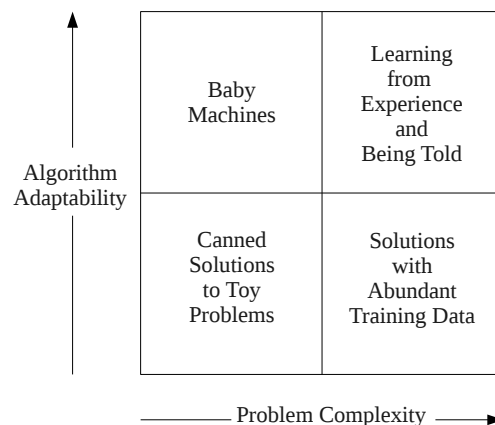 Baby
Machines
Learning
from
Experience
and
Being Told
Algorithm
Adaptability
Canned
Solutions
to Toy
Problems
Solutions
with
Abundant
Training Data
Problem Complexity